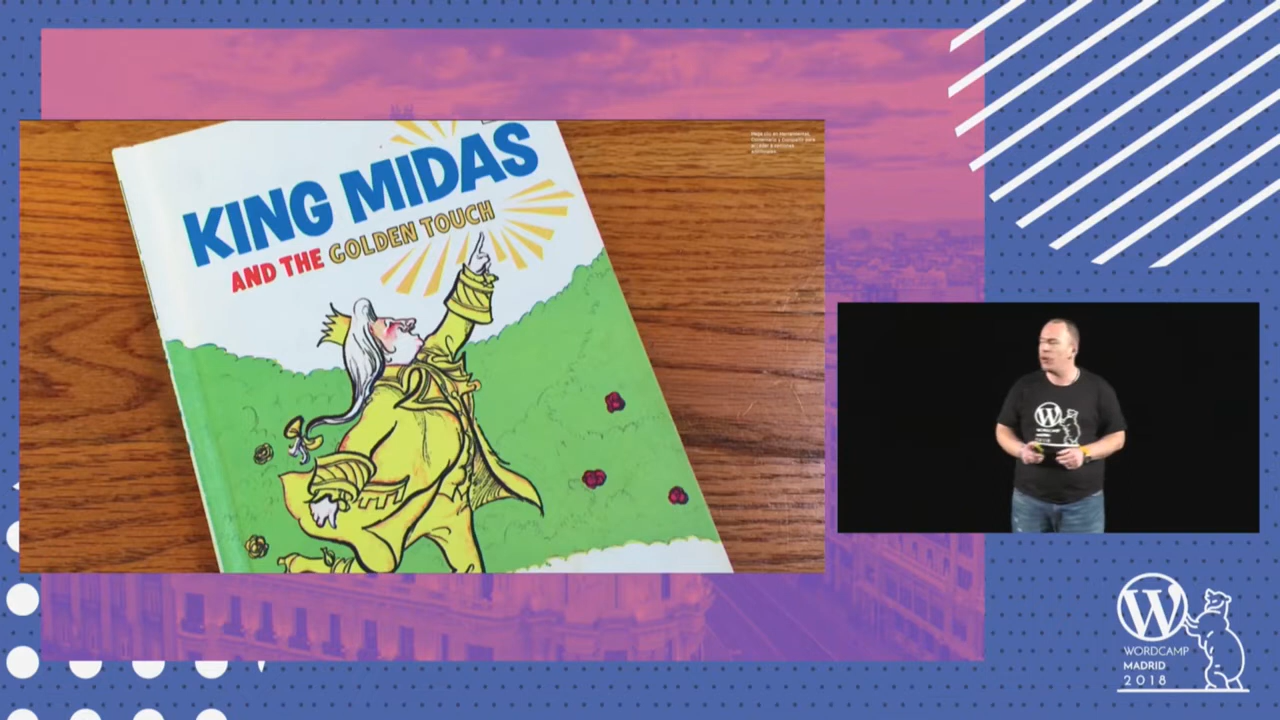 KING MIDAS
AND THE GOLDEN TOUCH
WORDCAMP
MADRID
2018